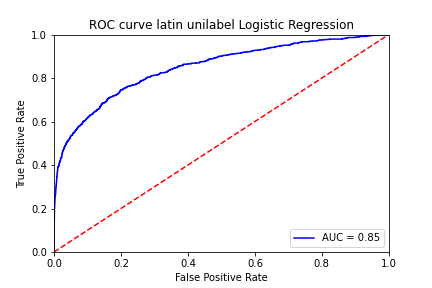 ROC curve latin unilabel Logistic Regression
True Positive Rate
1.0
0.8
0.6
0.4
0.2
0.0
AUC = 0.85
0.0 0.2 0.4 0.6 0.8 1.0
False Positive Rate